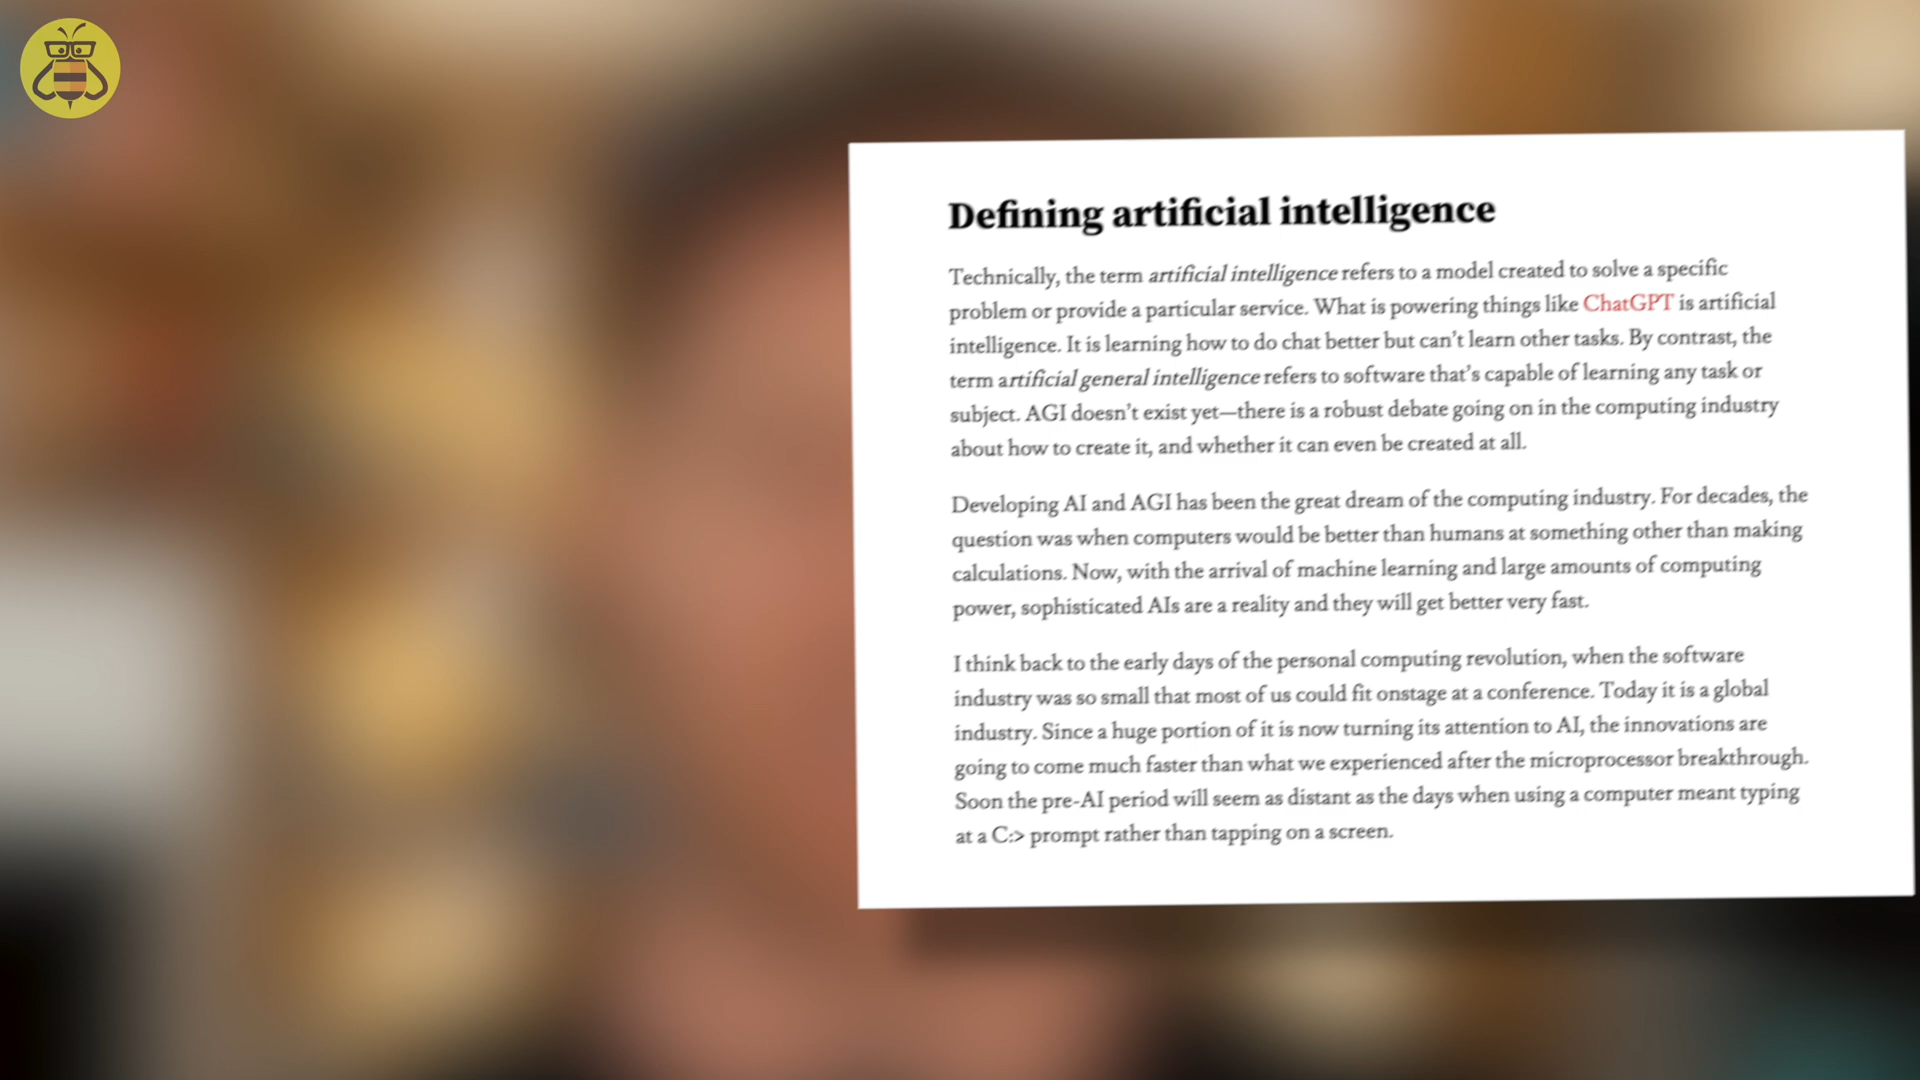 Defining artificial intelligence
Technically, the term artificial intelligence refers to a model created to solve a specific
problem or provide a particular service. What is powering things like ChatGPT is artificial
intelligence. It is learning how to do chat better but can’t learn other tasks. By contrast, the
term artificial general intelligence refers to software that’s capable of learning any task or
subject. AGI doesn’t exist yet—there is a robust debate going on in the computing industry
about how to create it, and whether it can even be created at all.
Developing AI and AGI has been the great dream of the computing industry. For decades, the
question was when computers would be better than humans at something other than making
calculations. Now, with the arrival of machine learning and large amounts of computing
power, sophisticated AIs are a reality and they will get better very fast.
I think back to the early days of the personal computing revolution, when the software
industry was so small that most of us could fit onstage at a conference. Today it is a global
industry. Since a huge portion of it is now turning its attention to AI, the innovations are
going to come much faster than what we experienced after the microprocessor breakthrough.
Soon the pre-AI period will seem as distant as the days when using a computer meant typing
at a C:> prompt rather than tapping on a screen.